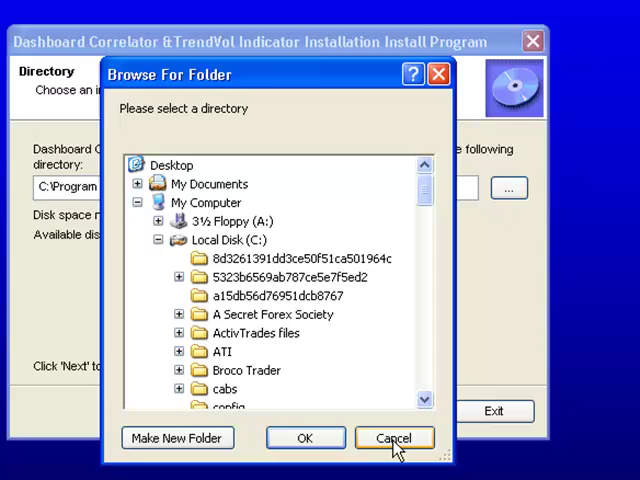 Dashboard Correlator &TrendVol Indicator Installation Install Program
Directory
Choose an i
Browse For Folder
Please select a directory
Dashboard C
e following
directory:
C:\Program
...
Disk space r
Available dis
Desktop
My Documents
My Computer
3½ Floppy (A:)
Local Disk (C:)
8d3261391dd3ce50f51ca501964c
5323b6569ab787ce5e7f5ed2
a15db56d76951dcb8767
A Secret Forex Society
ActivTrades files
ATI
Broco Trader
cabs
config
Click 'Next' to
Make New Folder
OK
Cancel
Exit